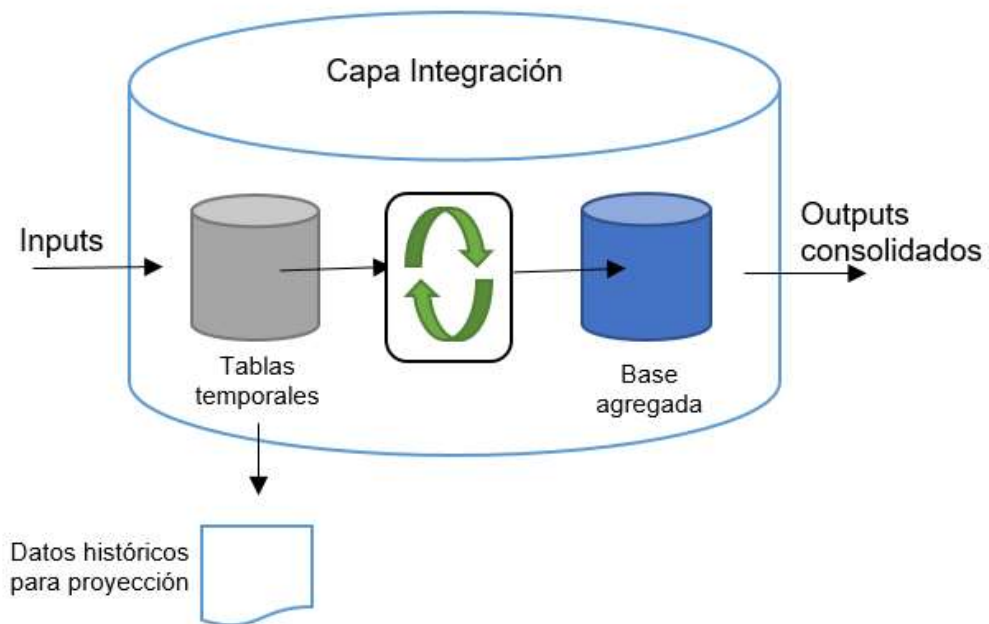 Capa Integración
Inputs
Outputs
consolidados
Tablas
temporales
Base
agregada
Datos históricos
para proyección